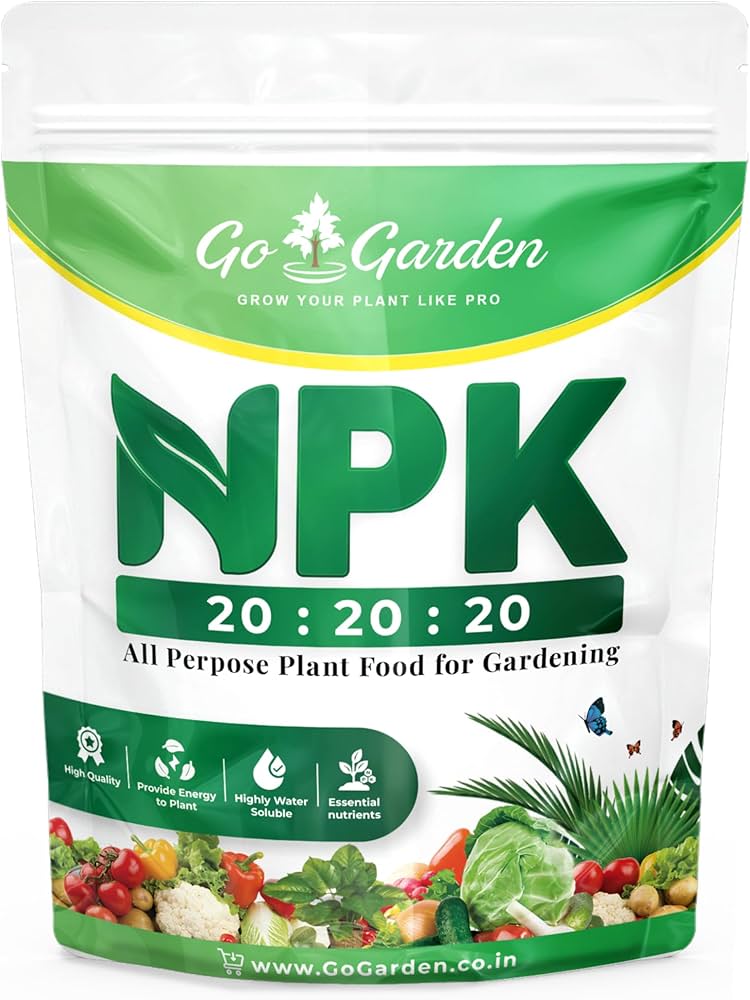 Go Garden
GROW YOUR PLANT LIKE PRO
NPK
20 : 20 : 20
All Perpose Plant Food for Gardening
High Quality
Provide Energy
to Plant
Highly Water
Soluble
Essential
nutrients
www.GoGarden.co.in